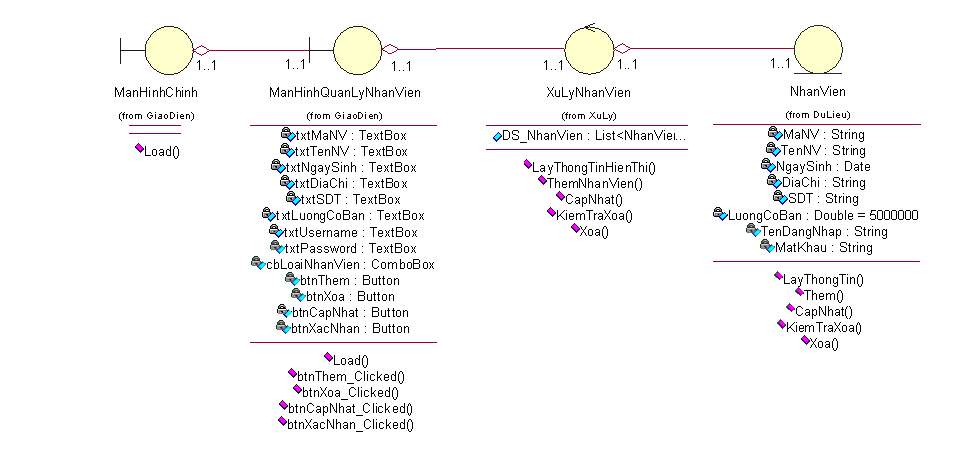 1..1 1..1 1..1 1..1 1..1 1..1
ManHinhChinh
(from GiaoDien)
Load()
ManHinhQuanLyNhanVien
(from GiaoDien)
txtMaNV : TextBox
txtTenNV : TextBox
txtNgaySinh : TextBox
txtDiaChi : TextBox
txtSDT : TextBox
txtLuongCoBan : TextBox
txtUsername : TextBox
txtPassword : TextBox
cbLoaiNhanVien : ComboBox
btnThem : Button
btnXoa : Button
btnCapNhat : Button
btnXacNhan : Button
Load()
btnThem_Clicked()
btnXoa_Clicked()
btnCapNhat_Clicked()
btnXacNhan_Clicked()
XuLyNhanVien
(from XuLy)
DS_NhanVien : List<NhanVie...
LayThongTinHienThi()
ThemNhanVien()
CapNhat()
KiemTraXoa()
Xoa()
NhanVien
(from DuLieu)
MaNV : String
TenNV : String
NgaySinh : Date
DiaChi : String
SDT : String
LuongCoBan : Double = 5000000
TenDangNhap : String
MatKhau : String
LayThongTin()
Them()
CapNhat()
KiemTraXoa()
Xoa()